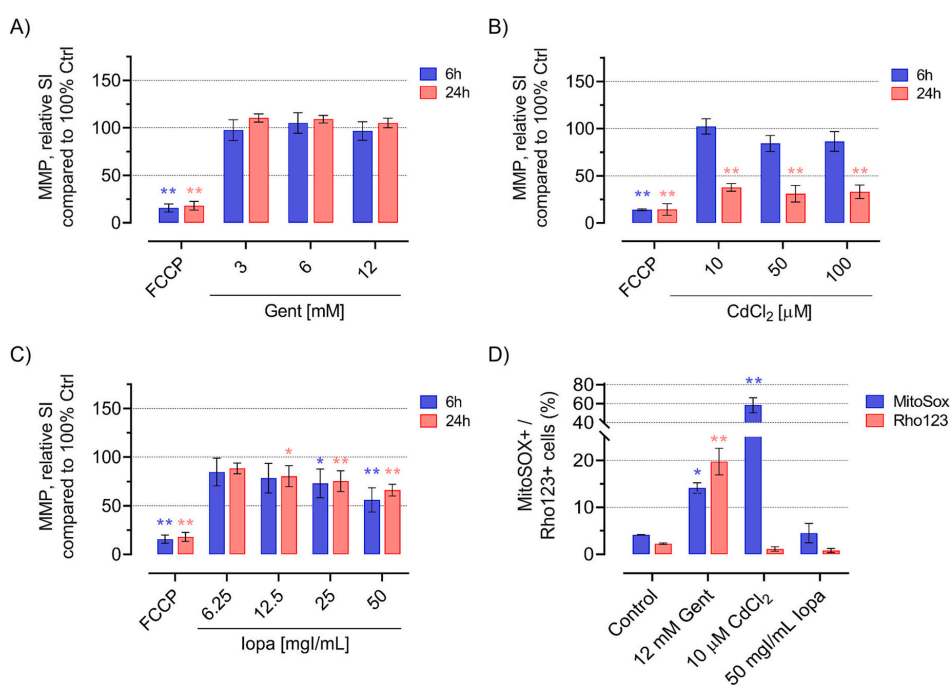 A)
MMP, relative SI
compared to 100% Ctrl
150
100
50
0
** **
6h
24h
FCCP 3 6 12
Gent [mM]
B)
MMP, relative SI
compared to 100% Ctrl
150
100
50
0
** ** ** ** **
6h
24h
FCCP 10 50 100
CdCl₂ [μM]
C)
MMP, relative SI
compared to 100% Ctrl
150
100
50
0
** ** * * ** ** **
6h
24h
FCCP 6.25 12.5 25 50
Iopa [mgI/mL]
D)
MitoSOX+ /
Rho123+ cells (%)
80
60
40
20
10
0
* ** **
MitoSox
Rho123
Control 12 mM Gent 10 μM CdCl₂ 50 mgI/mL Iopa